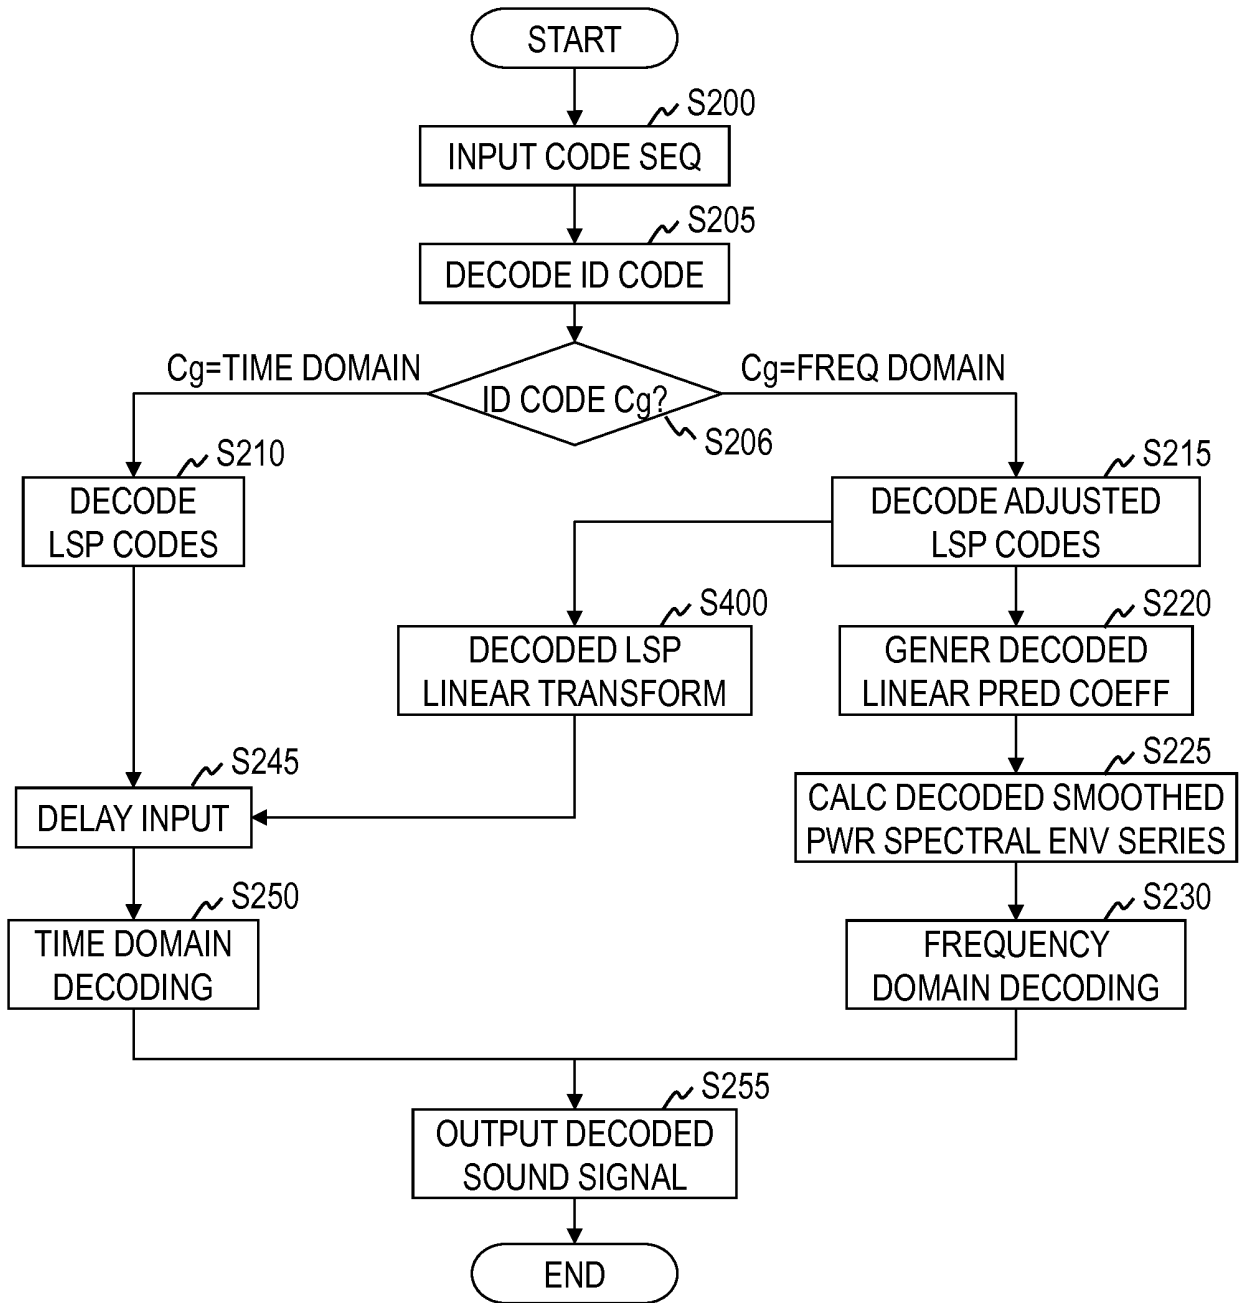 START
S200
INPUT CODE SEQ
S205
DECODE ID CODE
Cg=TIME DOMAIN
Cg=FREQ DOMAIN
ID CODE Cg?
S206
S210
DECODE
LSP CODES
S215
DECODE ADJUSTED
LSP CODES
S400
DECODED LSP
LINEAR TRANSFORM
S220
GENER DECODED
LINEAR PRED COEFF
S245
DELAY INPUT
S225
CALC DECODED SMOOTHED
PWR SPECTRAL ENV SERIES
S250
TIME DOMAIN
DECODING
S230
FREQUENCY
DOMAIN DECODING
S255
OUTPUT DECODED
SOUND SIGNAL
END